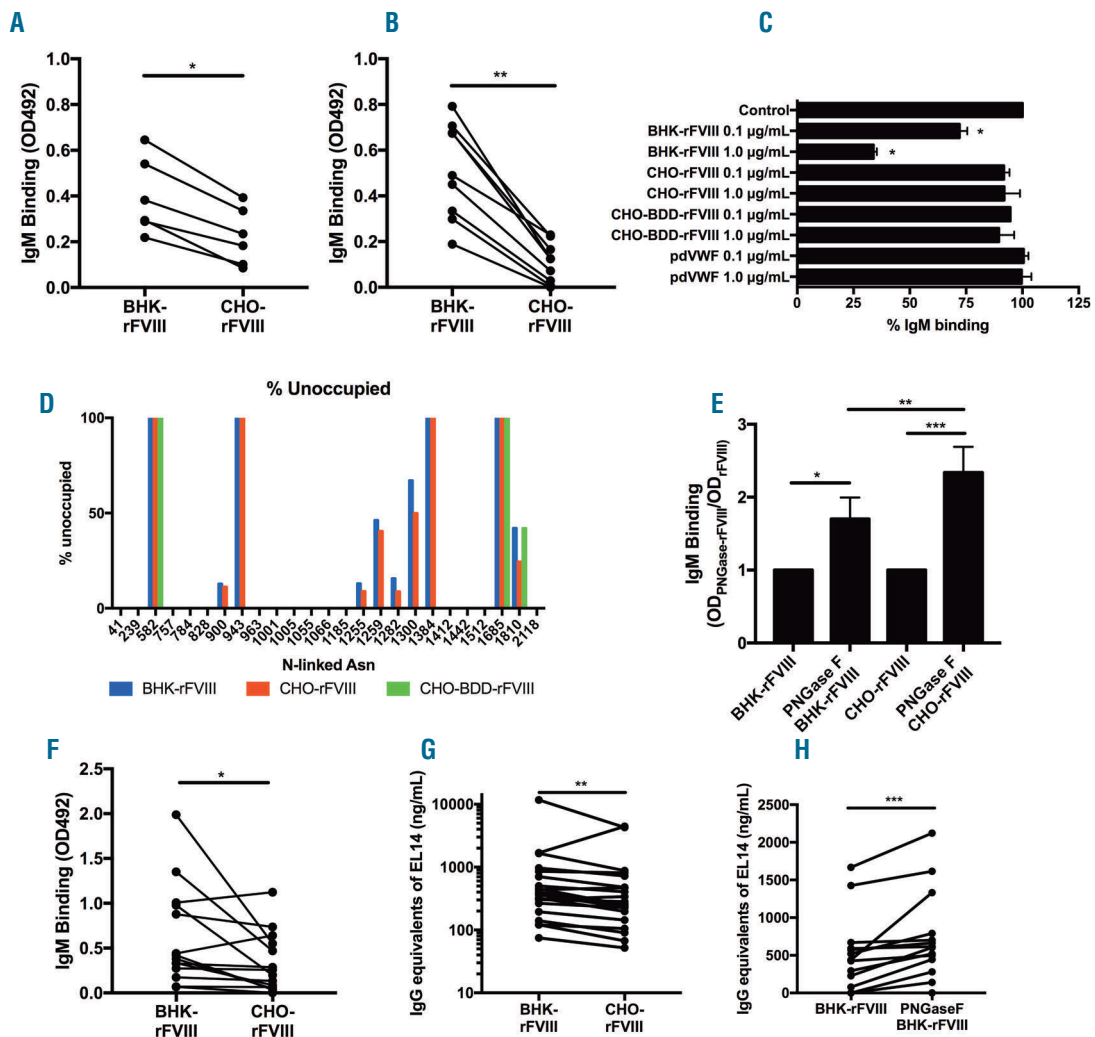 A
IgM Binding (OD492)
1.0
0.8
0.6
0.4
0.2
0.0
*
BHK-
rFVIII
CHO-
rFVIII
B
IgM Binding (OD492)
1.0
0.8
0.6
0.4
0.2
0.0
**
BHK-
rFVIII
CHO-
rFVIII
C
Control
BHK-rFVIII 0.1 µg/mL
*
BHK-rFVIII 1.0 µg/mL
*
CHO-rFVIII 0.1 µg/mL
CHO-rFVIII 1.0 µg/mL
CHO-BDD-rFVIII 0.1 µg/mL
CHO-BDD-rFVIII 1.0 µg/mL
pdVWF 0.1 µg/mL
pdVWF 1.0 µg/mL
0 25 50 75 100 125
% IgM binding
D
% Unoccupied
% unoccupied
100
50
0
41 239 582 757 784 828 900 943 963 1001 1005 1055 1066 1185 1255 1259 1282 1300 1384 1412 1442 1512 1685 1810 2118
N-linked Asn
BHK-rFVIII CHO-rFVIII CHO-BDD-rFVIII
E
IgM Binding
(ODPNGase-rFVIII/ODrFVIII)
3
2
1
0
**
***
*
BHK-rFVIII
PNGase F
BHK-rFVIII
CHO-rFVIII
PNGase F
CHO-rFVIII
F
IgM Binding (OD492)
2.5
2.0
1.5
1.0
0.5
0.0
*
BHK-
rFVIII
CHO-
rFVIII
G
IgG equivalents of EL14 (ng/mL)
10000
1000
100
10
**
BHK-
rFVIII
CHO-
rFVIII
H
IgG equivalents of EL14 (ng/mL)
2500
2000
1500
1000
500
0
***
BHK-rFVIII
PNGaseF
BHK-rFVIII